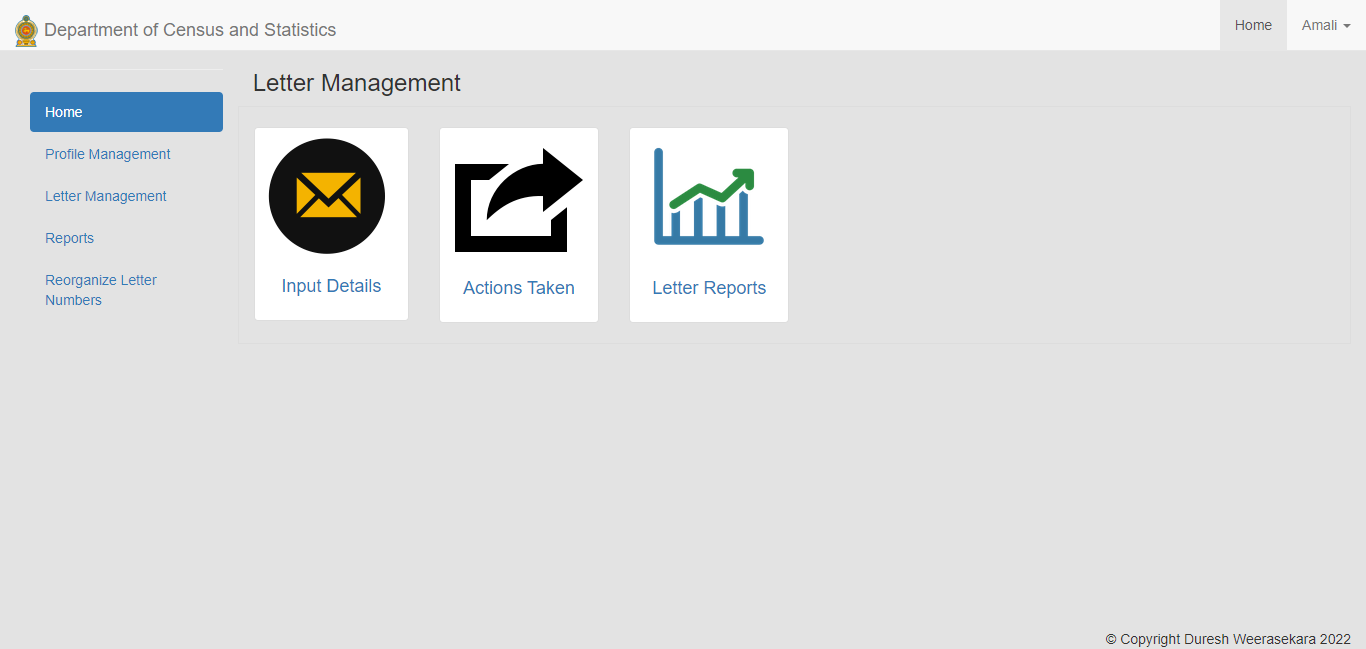 Department of Census and Statistics
Home
Amali
Home
Profile Management
Letter Management
Reports
Reorganize Letter
Numbers
Letter Management
Input Details
Actions Taken
Letter Reports
© Copyright Duresh Weerasekara 2022